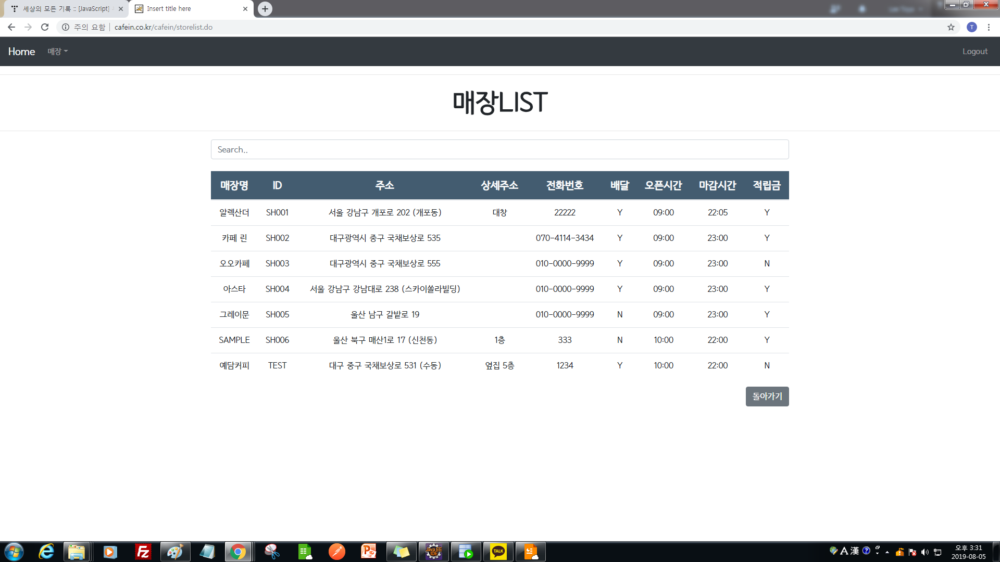 세상의 모든 기록 :: [JavaScript]
Insert title here
주의 요함 | cafein.co.kr/cafein/storelist.do
T
Home 매장 Logout
매장LIST
Search..
매장명 ID 주소 상세주소 전화번호 배달 오픈시간 마감시간 적립금
알렉산더 SH001 서울 강남구 개포로 202 (개포동) 대창 22222 Y 09:00 22:05 Y
카페 린 SH002 대구광역시 중구 국채보상로 535 070-4114-3434 Y 09:00 23:00 Y
오오카페 SH003 대구광역시 중구 국채보상로 555 010-0000-9999 Y 09:00 23:00 N
아스타 SH004 서울 강남구 강남대로 238 (스카이쏠라빌딩) 010-0000-9999 Y 09:00 23:00 Y
그레이문 SH005 울산 남구 갈밭로 19 010-0000-9999 N 09:00 23:00 Y
SAMPLE SH006 울산 북구 매산1로 17 (신천동) 1층 333 N 10:00 22:00 Y
예담커피 TEST 대구 중구 국채보상로 531 (수동) 옆집 5층 1234 Y 10:00 22:00 N
돌아가기
Fz
Java EE
IDE
TALK
A 漢
오후 3:31
2019-08-05